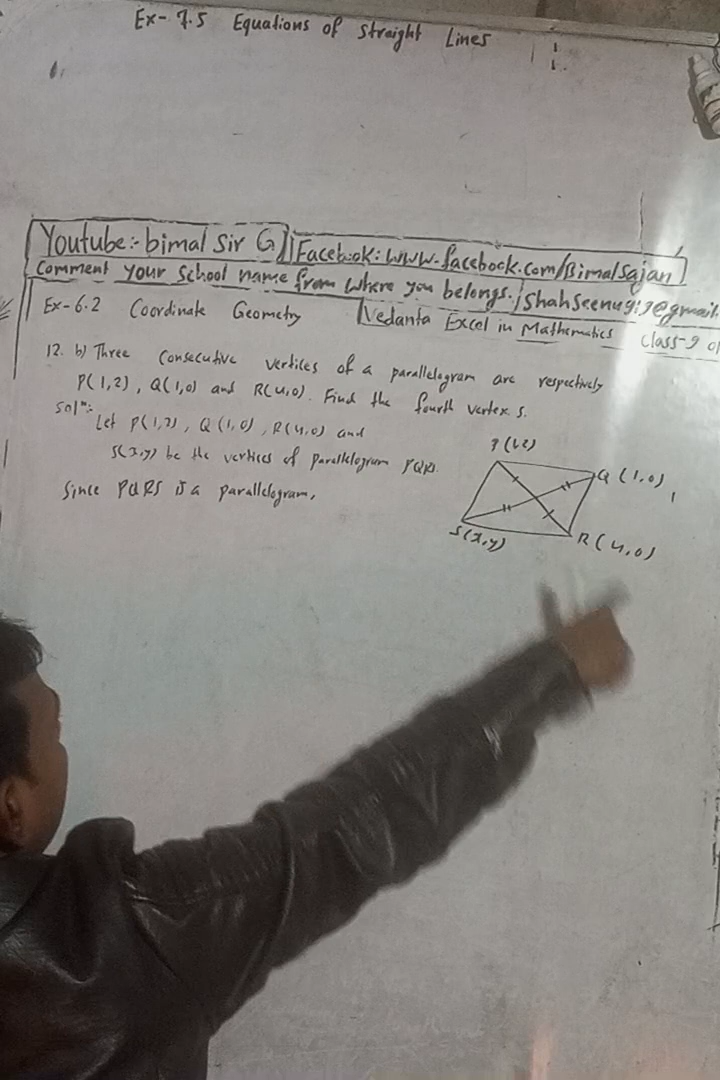 Ex- 7.5 Equations of Straight Lines
Youtube:- bimal Sir G
Facebook: www.facebook.com/Bimalsajan
Comment your School name from where you belongs.
Ex-6.2 Coordinate Geometry
Vedanta Excel in Mathematics Class-9
12. b) Three consecutive vertices of a parallelogram are respectively
P(1,2), Q(1,0) and R(4,0). Find the fourth vertex S.
Solⁿ:
Let P(1,2), Q(1,0), R(4,0) and
S(x,y) be the vertices of parallelogram PQRS.
Since PQRS is a parallelogram,
P(1,2)
Q(1,0)
S(x,y)
R(4,0)